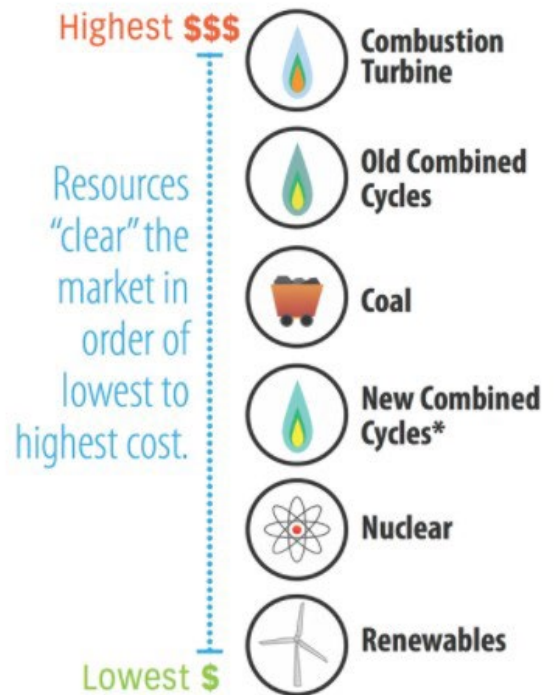 Highest $$$
Combustion
Turbine
Old Combined
Cycles
Resources
“clear” the
market in
order of
lowest to
highest cost.
Coal
New Combined
Cycles*
Nuclear
Renewables
Lowest $